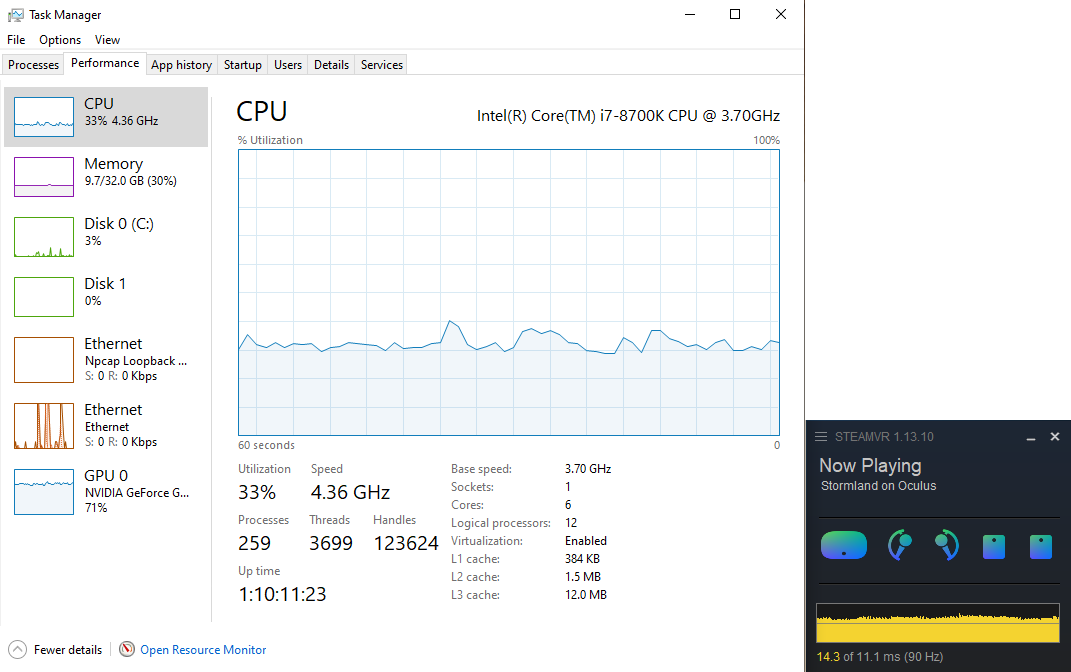 Task Manager
File Options View
Processes Performance App history Startup Users Details Services
CPU
33% 4.36 GHz
Memory
9.7/32.0 GB (30%)
Disk 0 (C:)
3%
Disk 1
0%
Ethernet
Npcap Loopback ...
S: 0 R: 0 Kbps
Ethernet
Ethernet
S: 0 R: 0 Kbps
GPU 0
NVIDIA GeForce G...
71%
CPU Intel(R) Core(TM) i7-8700K CPU @ 3.70GHz
% Utilization 100%
60 seconds 0
Utilization Speed
33% 4.36 GHz
Processes Threads Handles
259 3699 123624
Up time
1:10:11:23
Base speed: 3.70 GHz
Sockets: 1
Cores: 6
Logical processors: 12
Virtualization: Enabled
L1 cache: 384 KB
L2 cache: 1.5 MB
L3 cache: 12.0 MB
Fewer details Open Resource Monitor
STEAMVR 1.13.10
Now Playing
Stormland on Oculus
14.3 of 11.1 ms (90 Hz)